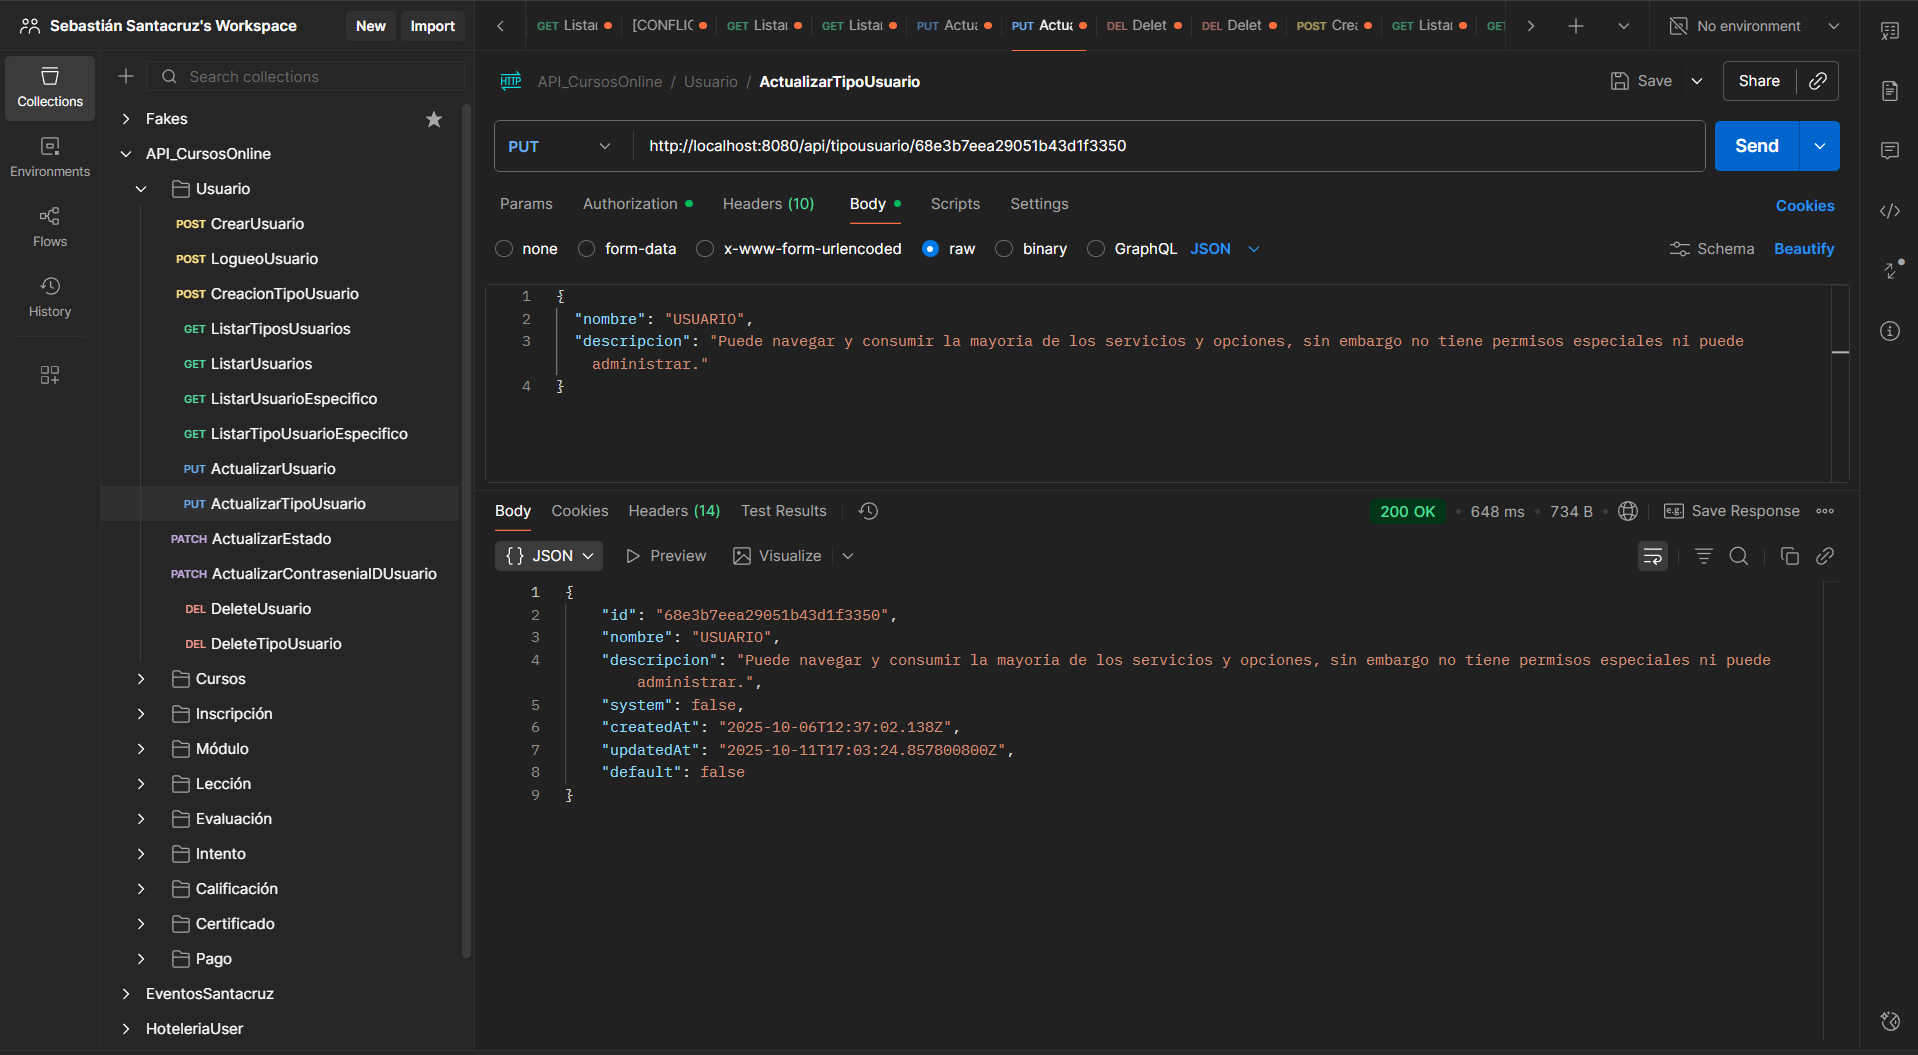 Sebastián Santacruz's Workspace
New
Import
GET Listar
[CONFLIC
GET Listar
GET Listar
PUT Actua
PUT Actua
DEL Delet
DEL Delet
POST Crea
GET Listar
GET
No environment
Collections
Environments
Flows
History
Search collections
Fakes
API_CursosOnline
Usuario
POST CrearUsuario
POST LogueoUsuario
POST CreacionTipoUsuario
GET ListarTiposUsuarios
GET ListarUsuarios
GET ListarUsuarioEspecifico
GET ListarTipoUsuarioEspecifico
PUT ActualizarUsuario
PUT ActualizarTipoUsuario
PATCH ActualizarEstado
PATCH ActualizarContraseniaIDUsuario
DEL DeleteUsuario
DEL DeleteTipoUsuario
Cursos
Inscripción
Módulo
Lección
Evaluación
Intento
Calificación
Certificado
Pago
EventosSantacruz
HoteleriaUser
HTTP API_CursosOnline / Usuario / ActualizarTipoUsuario
Save
Share
PUT
http://localhost:8080/api/tipousuario/68e3b7eea29051b43d1f3350
Send
Params Authorization Headers (10) Body Scripts Settings
Cookies
none form-data x-www-form-urlencoded raw binary GraphQL JSON
Schema Beautify
1 {
2 "nombre": "USUARIO",
3 "descripcion": "Puede navegar y consumir la mayoria de los servicios y opciones, sin embargo no tiene permisos especiales ni puede
administrar."
4 }
Body Cookies Headers (14) Test Results
200 OK • 648 ms • 734 B •
e.g. Save Response
{} JSON Preview Visualize
1 {
2 "id": "68e3b7eea29051b43d1f3350",
3 "nombre": "USUARIO",
4 "descripcion": "Puede navegar y consumir la mayoria de los servicios y opciones, sin embargo no tiene permisos especiales ni puede
administrar.",
5 "system": false,
6 "createdAt": "2025-10-06T12:37:02.138Z",
7 "updatedAt": "2025-10-11T17:03:24.857800800Z",
8 "default": false
9 }